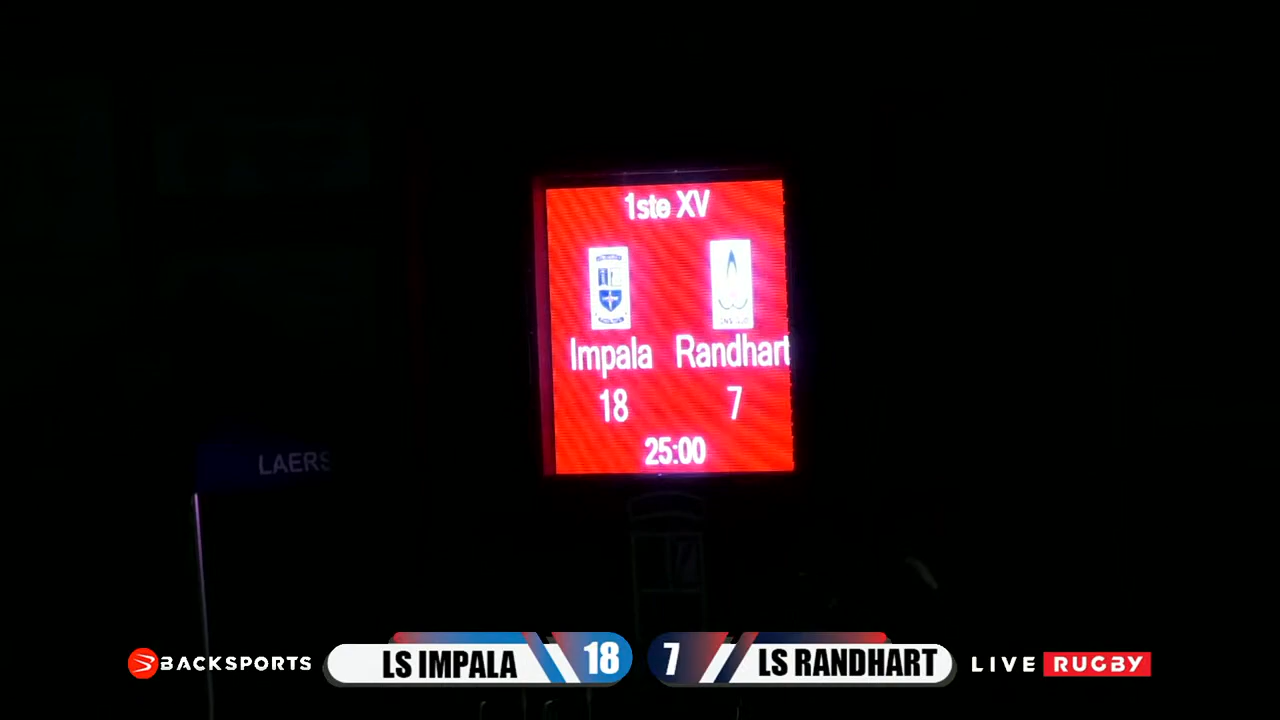 1ste XV
Impala Randhart
18 7
25:00
LAERS
BACKSPORTS LS IMPALA 18 7 LS RANDHART LIVE RUGBY